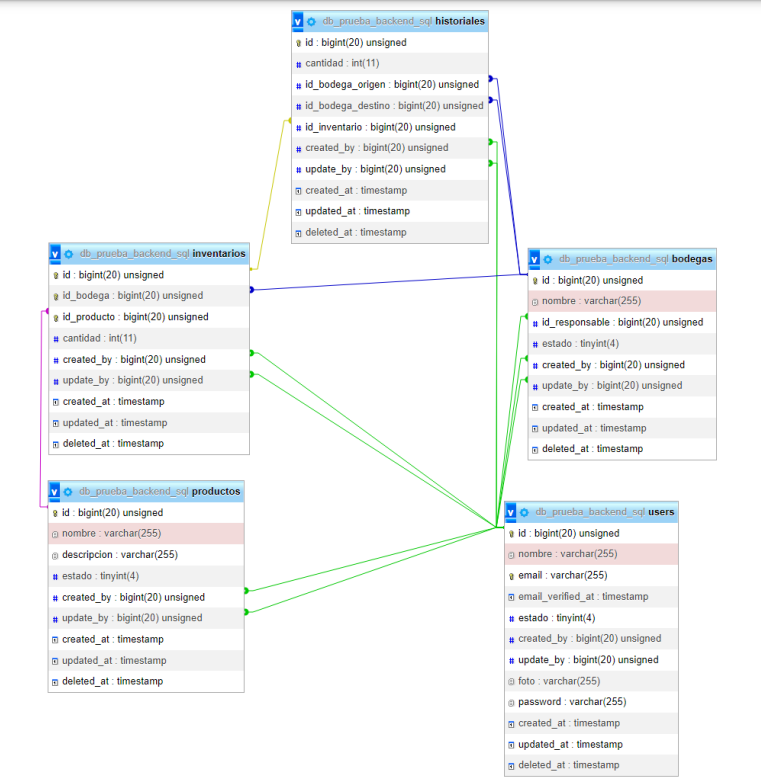 v db_prueba_backend_sql historiales
id : bigint(20) unsigned
# cantidad : int(11)
# id_bodega_origen : bigint(20) unsigned
# id_bodega_destino : bigint(20) unsigned
# id_inventario : bigint(20) unsigned
# created_by : bigint(20) unsigned
# update_by : bigint(20) unsigned
created_at : timestamp
updated_at : timestamp
deleted_at : timestamp
v db_prueba_backend_sql inventarios
id : bigint(20) unsigned
id_bodega : bigint(20) unsigned
id_producto : bigint(20) unsigned
# cantidad : int(11)
# created_by : bigint(20) unsigned
# update_by : bigint(20) unsigned
created_at : timestamp
updated_at : timestamp
deleted_at : timestamp
v db_prueba_backend_sql bodegas
id : bigint(20) unsigned
nombre : varchar(255)
# id_responsable : bigint(20) unsigned
# estado : tinyint(4)
# created_by : bigint(20) unsigned
# update_by : bigint(20) unsigned
created_at : timestamp
updated_at : timestamp
deleted_at : timestamp
v db_prueba_backend_sql productos
id : bigint(20) unsigned
nombre : varchar(255)
descripcion : varchar(255)
# estado : tinyint(4)
# created_by : bigint(20) unsigned
# update_by : bigint(20) unsigned
created_at : timestamp
updated_at : timestamp
deleted_at : timestamp
v db_prueba_backend_sql users
id : bigint(20) unsigned
nombre : varchar(255)
email : varchar(255)
email_verified_at : timestamp
# estado : tinyint(4)
# created_by : bigint(20) unsigned
# update_by : bigint(20) unsigned
foto : varchar(255)
password : varchar(255)
created_at : timestamp
updated_at : timestamp
deleted_at : timestamp